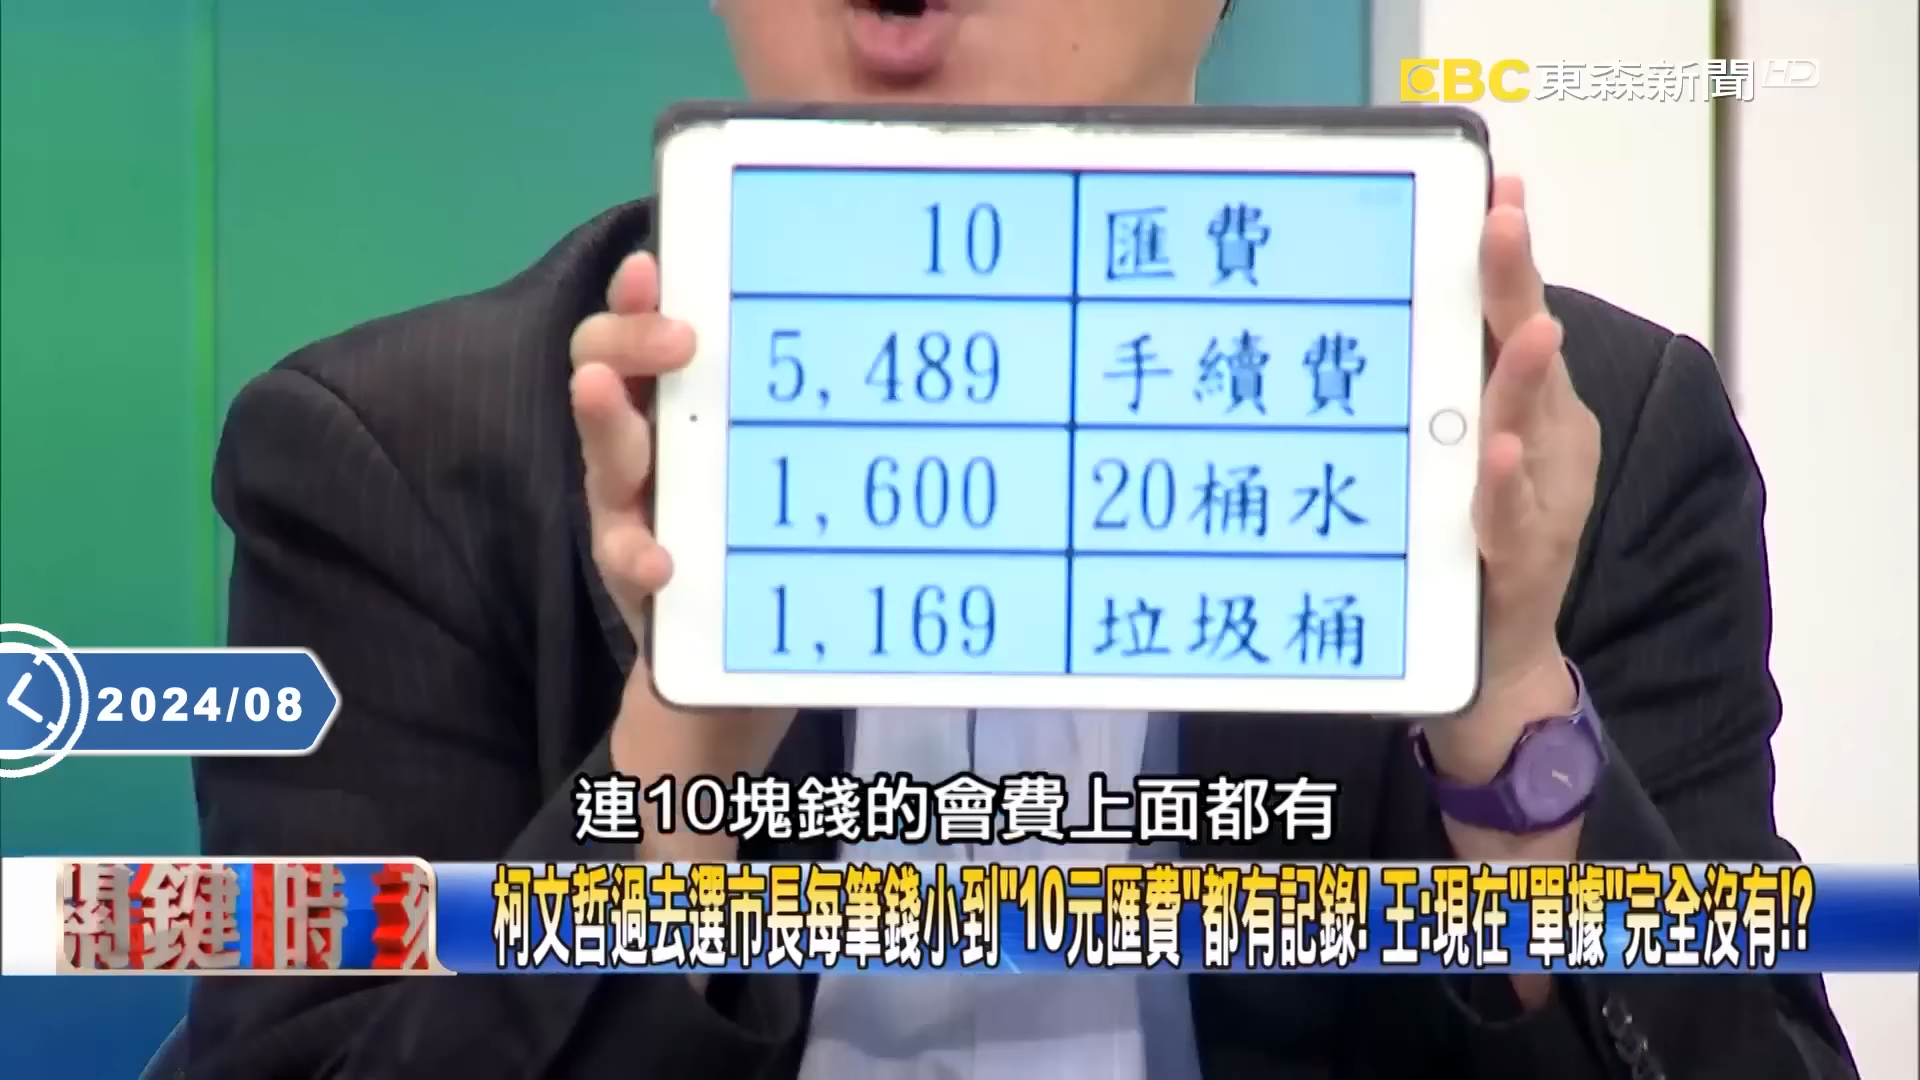 EBC東森新聞HD
10 匯費
5,489 手續費
1,600 20桶水
1,169 垃圾桶
2024/08
連10塊錢的會費上面都有
關鍵時刻
柯文哲過去選市長每筆錢小到"10元匯費"都有記錄! 王:現在"單據"完全沒有!?